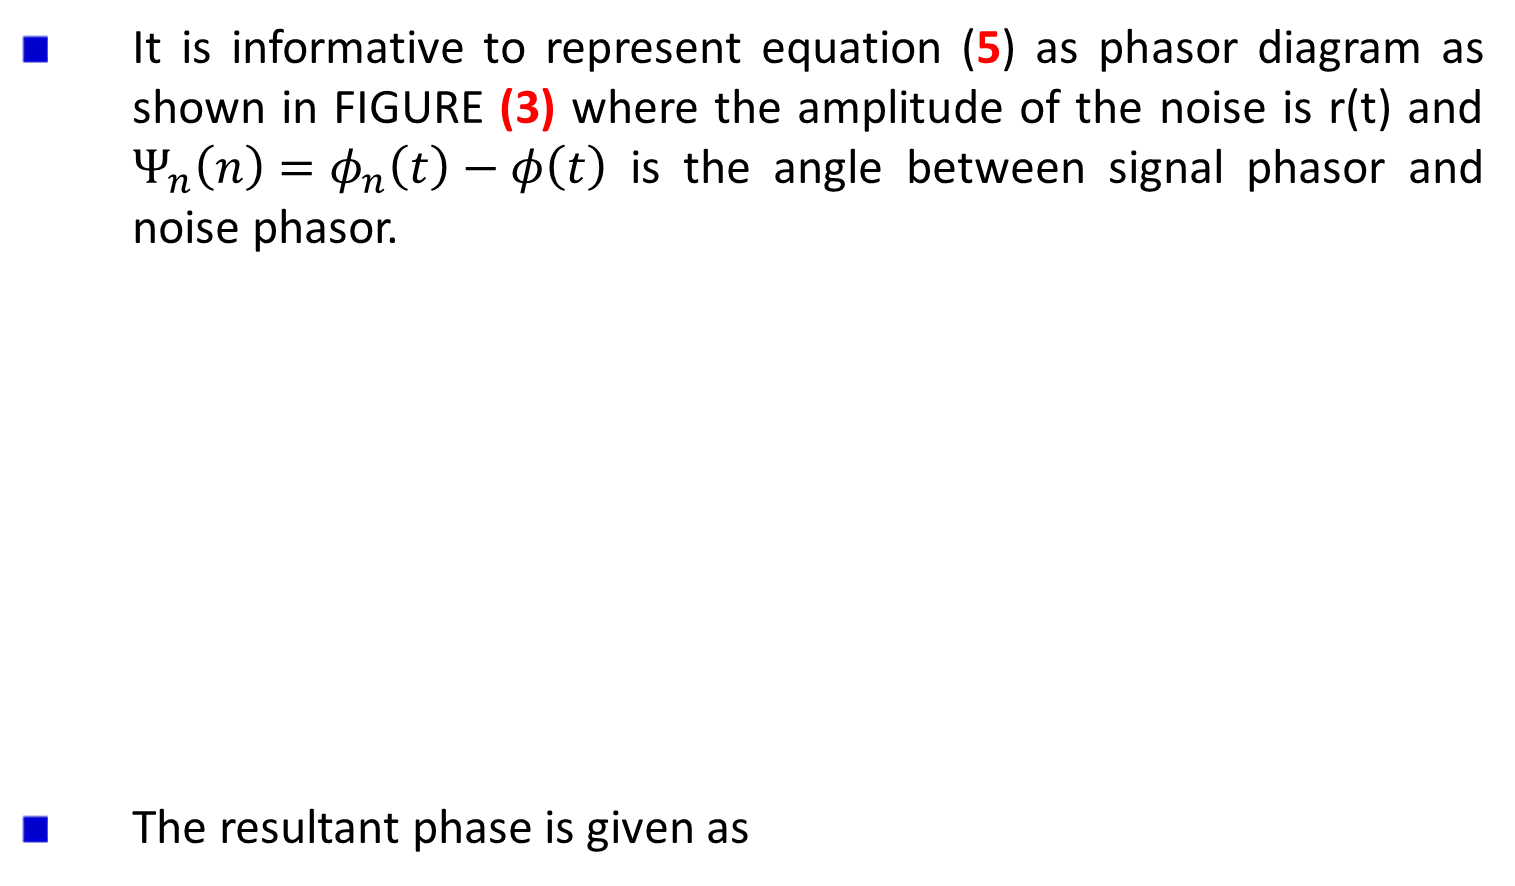 It is informative to represent equation (5) as phasor diagram as
shown in FIGURE (3) where the amplitude of the noise is r(t) and
Ψₙ(n) = ϕₙ(t) − ϕ(t) is the angle between signal phasor and
noise phasor.
The resultant phase is given as